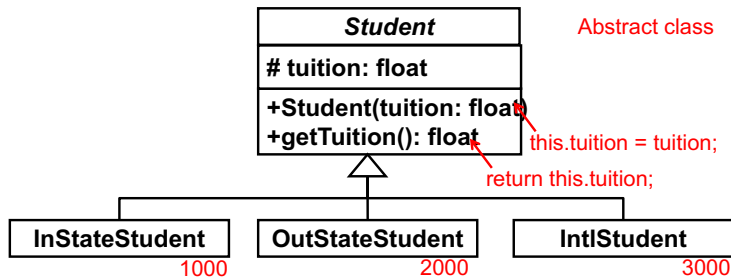 Student
Abstract class
# tuition: float
+Student(tuition: float)
+getTuition(): float
this.tuition = tuition;
return this.tuition;
InStateStudent
OutStateStudent
IntlStudent
1000
2000
3000